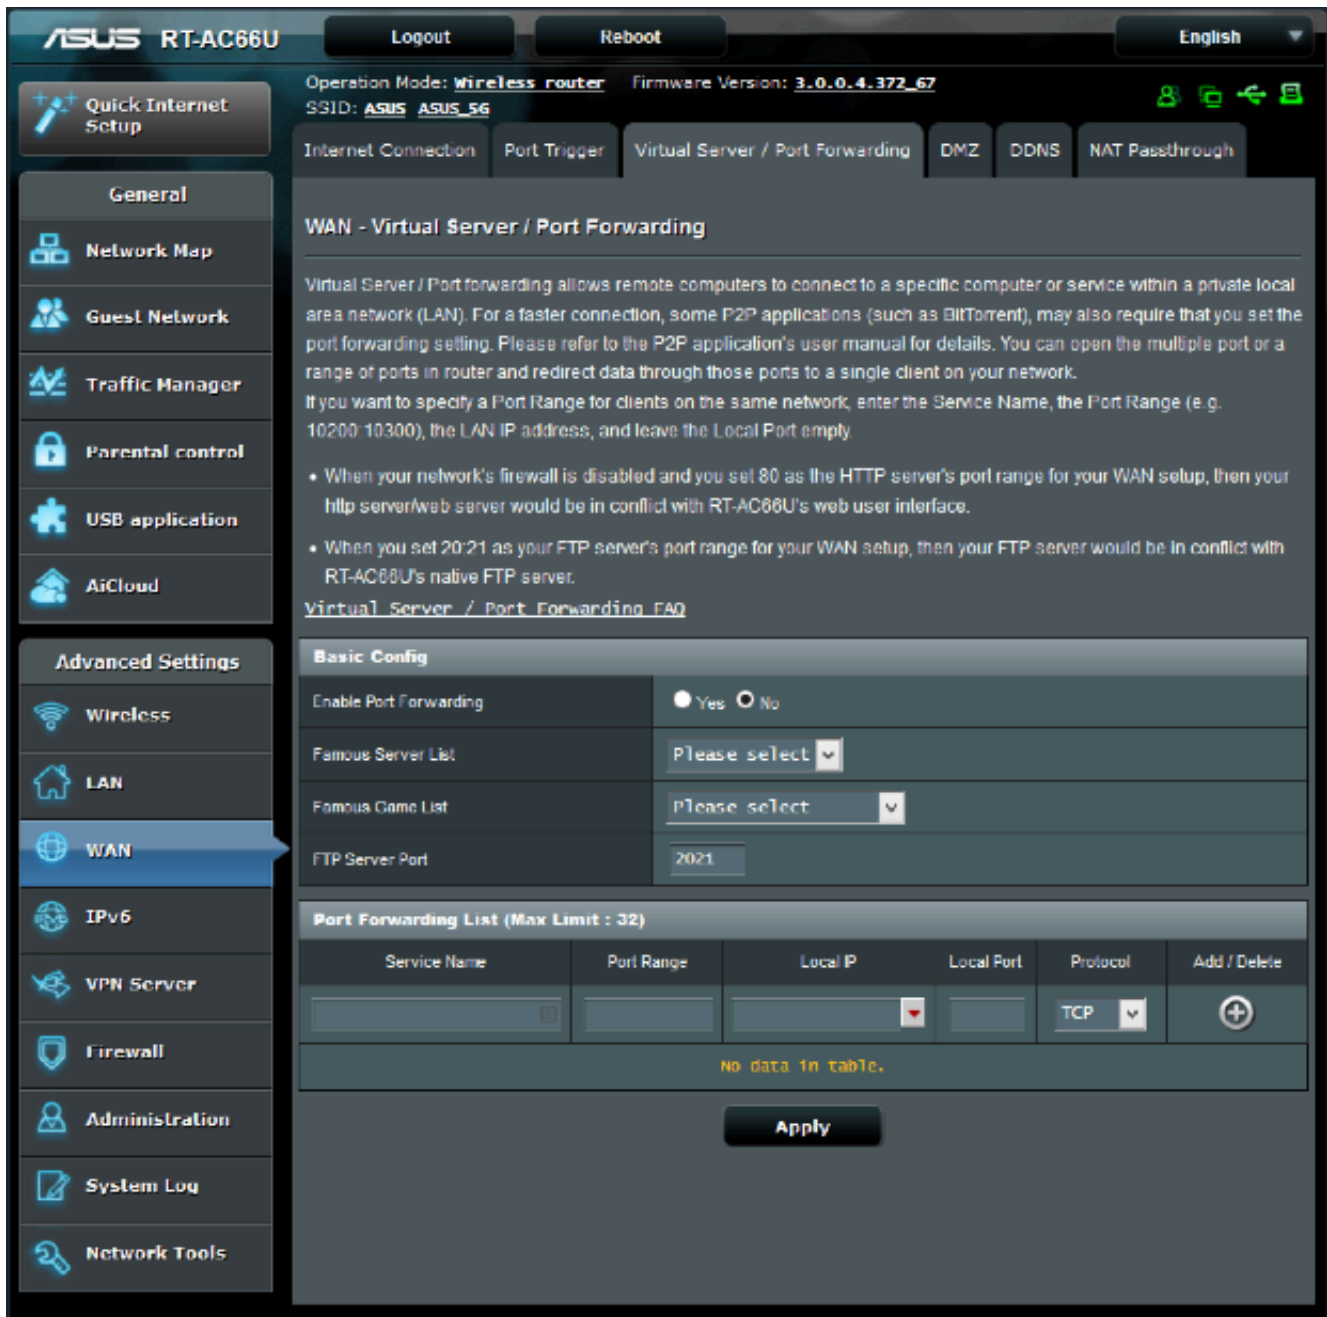 ASUS RT-AC66U Logout Reboot English
Operation Mode: Wireless router Firmware Version: 3.0.0.4.372_67
SSID: ASUS ASUS_5G
Quick Internet
Setup
Internet Connection Port Trigger Virtual Server / Port Forwarding DMZ DDNS NAT Passthrough
General
Network Map
Guest Network
Traffic Manager
Parental control
USB application
AiCloud
Advanced Settings
Wireless
LAN
WAN
IPv6
VPN Server
Firewall
Administration
System Log
Network Tools
WAN - Virtual Server / Port Forwarding
Virtual Server / Port forwarding allows remote computers to connect to a specific computer or service within a private local
area network (LAN). For a faster connection, some P2P applications (such as BitTorrent), may also require that you set the
port forwarding setting. Please refer to the P2P application's user manual for details. You can open the multiple port or a
range of ports in router and redirect data through those ports to a single client on your network.
If you want to specify a Port Range for clients on the same network, enter the Service Name, the Port Range (e.g.
10200:10300), the LAN IP address, and leave the Local Port empty.
• When your network's firewall is disabled and you set 80 as the HTTP server's port range for your WAN setup, then your
http server/web server would be in conflict with RT-AC66U's web user interface.
• When you set 20:21 as your FTP server's port range for your WAN setup, then your FTP server would be in conflict with
RT-AC66U's native FTP server.
Virtual Server / Port Forwarding FAQ
Basic Config
Enable Port Forwarding Yes No
Famous Server List Please select
Famous Game List Please select
FTP Server Port 2021
Port Forwarding List (Max Limit : 32)
Service Name Port Range Local IP Local Port Protocol Add / Delete
TCP
No data in table.
Apply